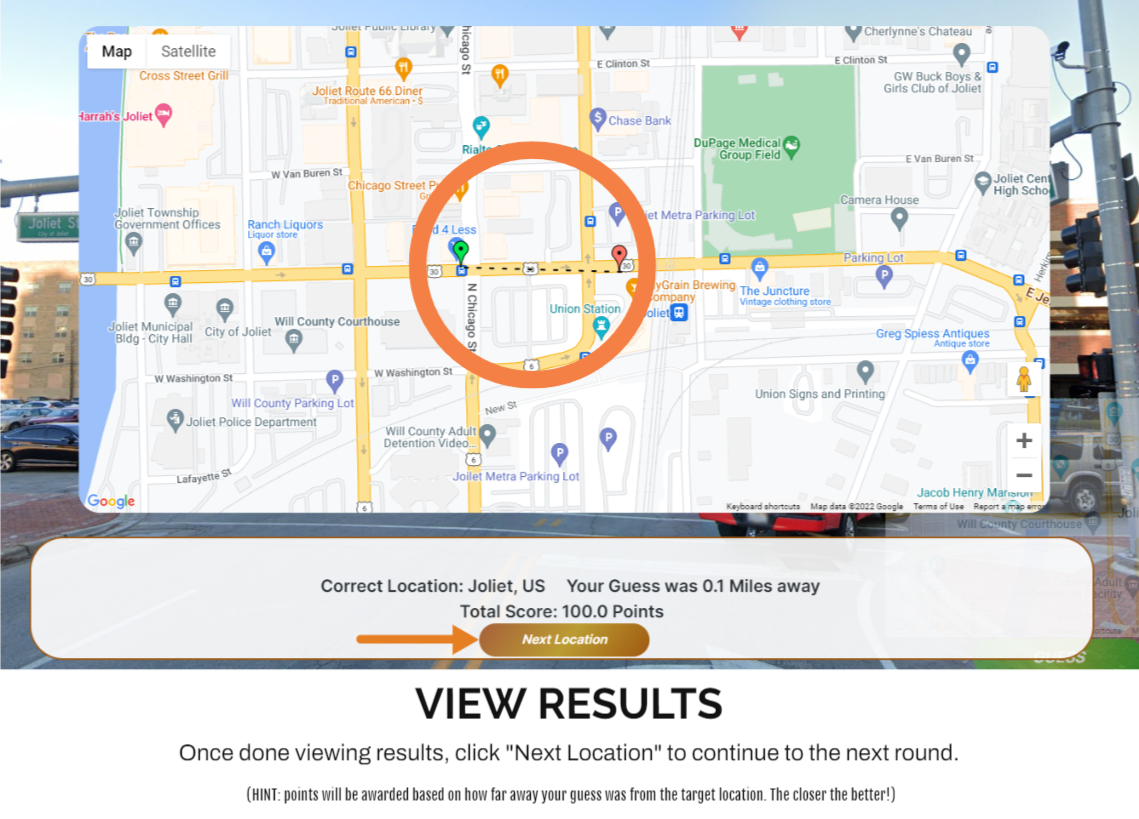 Joliet Public Library
Cherlynne's Chateau
Map
Satellite
Chicago St
E Clinton St
E Clinton St
Cross Street Grill
GW Buck Boys &
Girls Club of Joliet
Joliet Route 66 Diner
Traditional American • $
Harrah's Joliet
Chase Bank
DuPage Medical
Group Field
E Van Buren St
W Van Buren St
Chicago Street P
Joliet Cent
High Scho
Camera House
Joliet Township
Government Offices
Ranch Liquors
Liquor store
4 Less
Metra Parking Lot
Joliet St
City of Joliet
Parking Lot
30
30
30
30
The Juncture
Vintage clothing store
yGrain Brewing
ompany
Union Station
N Chicago St
E Je
Joliet Municipal
Bldg - City Hall
City of Joliet
Will County Courthouse
Greg Spiess Antiques
Antique store
W Washington St
W Washington St
6
Will County Parking Lot
Union Signs and Printing
New St
Joliet Police Department
Will County Adult
Detention Video...
6
Joilet Metra Parking Lot
Lafayette St
6
Google
Jacob Henry Mansion
Keyboard shortcuts
Map data ©2022 Google
Terms of Use
Report a map error
Will County Courthouse
Correct Location: Joliet, US Your Guess was 0.1 Miles away
Total Score: 100.0 Points
Next Location
GUESS
VIEW RESULTS
Once done viewing results, click "Next Location" to continue to the next round.
(HINT: points will be awarded based on how far away your guess was from the target location. The closer the better!)